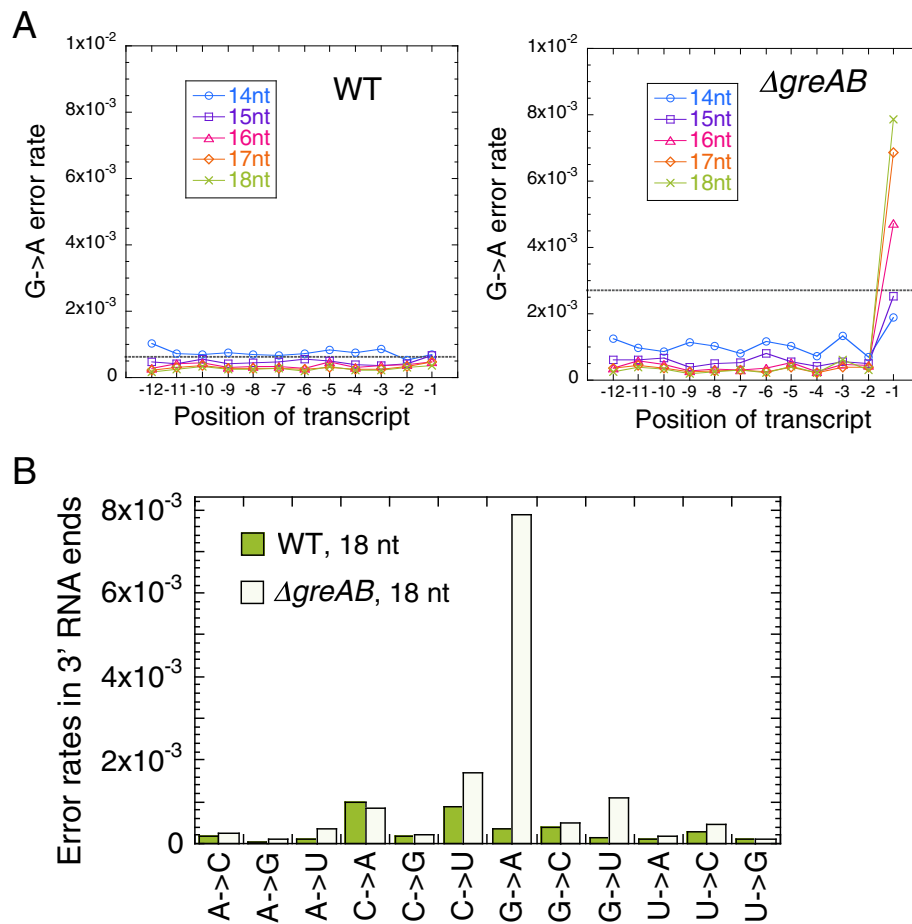 A
WT
G->A error rate
1x10⁻²
8x10⁻³
6x10⁻³
4x10⁻³
2x10⁻³
0
14nt
15nt
16nt
17nt
18nt
-12 -11 -10 -9 -8 -7 -6 -5 -4 -3 -2 -1
Position of transcript
ΔgreAB
G->A error rate
1x10⁻²
8x10⁻³
6x10⁻³
4x10⁻³
2x10⁻³
0
14nt
15nt
16nt
17nt
18nt
-12 -11 -10 -9 -8 -7 -6 -5 -4 -3 -2 -1
Position of transcript
B
Error rates in 3' RNA ends
8x10⁻³
6x10⁻³
4x10⁻³
2x10⁻³
0
WT, 18 nt
ΔgreAB, 18 nt
A->C
A->G
A->U
C->A
C->G
C->U
G->A
G->C
G->U
U->A
U->C
U->G